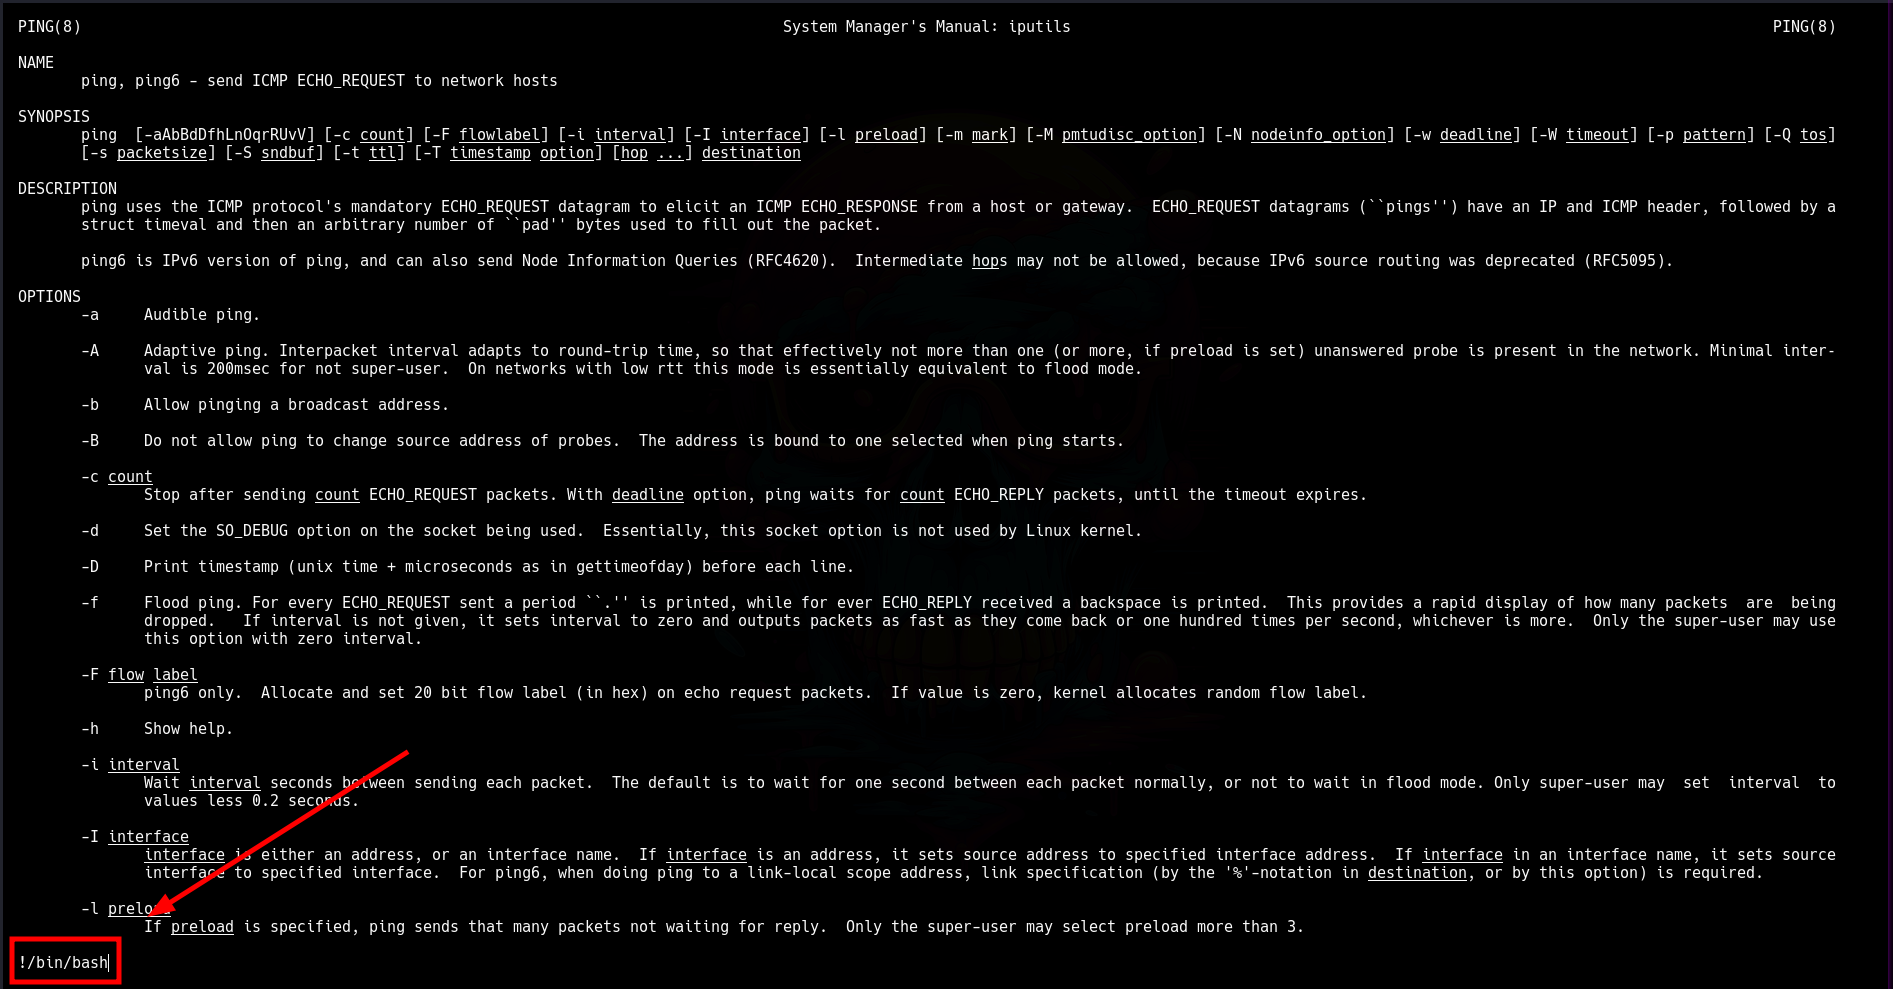 PING(8) System Manager's Manual: iputils PING(8)
NAME
ping, ping6 - send ICMP ECHO_REQUEST to network hosts
SYNOPSIS
ping [-aAbBdDfhLnOqrRUvV] [-c count] [-F flowlabel] [-i interval] [-I interface] [-l preload] [-m mark] [-M pmtudisc_option] [-N nodeinfo_option] [-w deadline] [-W timeout] [-p pattern] [-Q tos]
[-s packetsize] [-S sndbuf] [-t ttl] [-T timestamp option] [hop ...] destination
DESCRIPTION
ping uses the ICMP protocol's mandatory ECHO_REQUEST datagram to elicit an ICMP ECHO_RESPONSE from a host or gateway. ECHO_REQUEST datagrams (``pings'') have an IP and ICMP header, followed by a
struct timeval and then an arbitrary number of ``pad'' bytes used to fill out the packet.
ping6 is IPv6 version of ping, and can also send Node Information Queries (RFC4620). Intermediate hops may not be allowed, because IPv6 source routing was deprecated (RFC5095).
OPTIONS
-a Audible ping.
-A Adaptive ping. Interpacket interval adapts to round-trip time, so that effectively not more than one (or more, if preload is set) unanswered probe is present in the network. Minimal inter-
val is 200msec for not super-user. On networks with low rtt this mode is essentially equivalent to flood mode.
-b Allow pinging a broadcast address.
-B Do not allow ping to change source address of probes. The address is bound to one selected when ping starts.
-c count
Stop after sending count ECHO_REQUEST packets. With deadline option, ping waits for count ECHO_REPLY packets, until the timeout expires.
-d Set the SO_DEBUG option on the socket being used. Essentially, this socket option is not used by Linux kernel.
-D Print timestamp (unix time + microseconds as in gettimeofday) before each line.
-f Flood ping. For every ECHO_REQUEST sent a period ``.'' is printed, while for ever ECHO_REPLY received a backspace is printed. This provides a rapid display of how many packets are being
dropped. If interval is not given, it sets interval to zero and outputs packets as fast as they come back or one hundred times per second, whichever is more. Only the super-user may use
this option with zero interval.
-F flow label
ping6 only. Allocate and set 20 bit flow label (in hex) on echo request packets. If value is zero, kernel allocates random flow label.
-h Show help.
-i interval
Wait interval seconds between sending each packet. The default is to wait for one second between each packet normally, or not to wait in flood mode. Only super-user may set interval to
values less 0.2 seconds.
-I interface
interface is either an address, or an interface name. If interface is an address, it sets source address to specified interface address. If interface in an interface name, it sets source
interface to specified interface. For ping6, when doing ping to a link-local scope address, link specification (by the '%'-notation in destination, or by this option) is required.
-l preload
If preload is specified, ping sends that many packets not waiting for reply. Only the super-user may select preload more than 3.
!/bin/bash